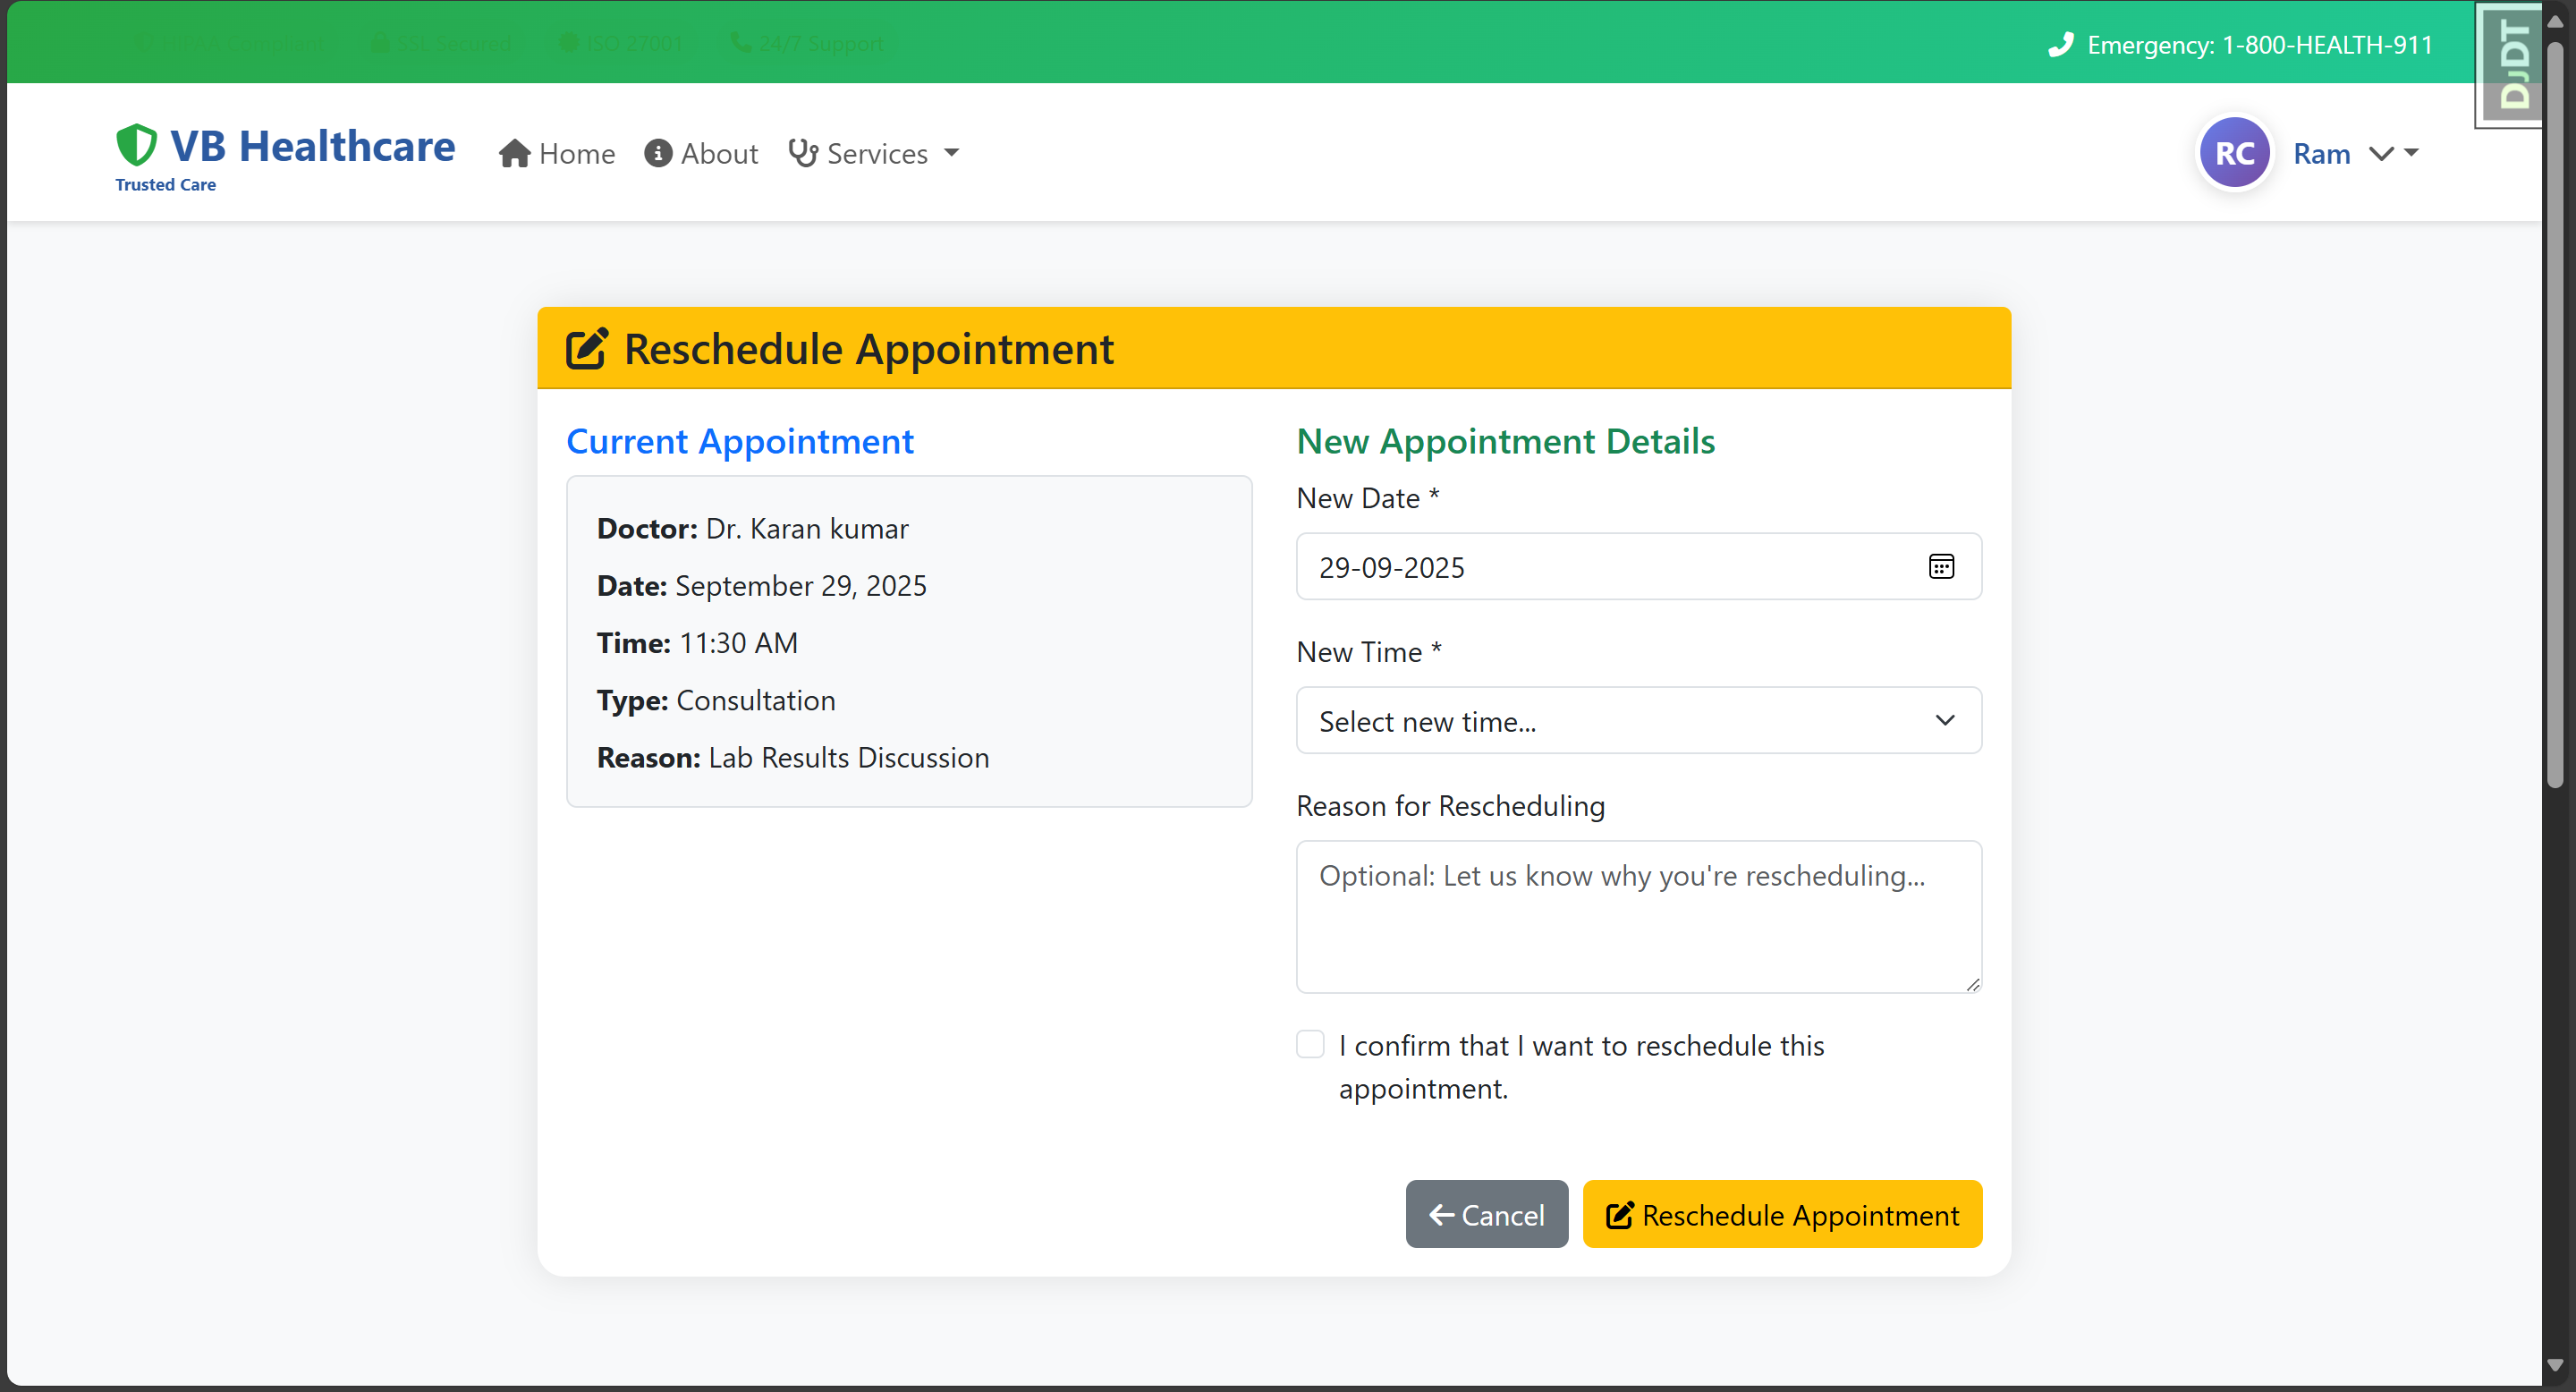 SSL Secured
ISO 27001
24/7 Support
Emergency: 1-800-HEALTH-911
DJDT
VB Healthcare
Trusted Care
Home
About
Services
RC
Ram
Reschedule Appointment
Current Appointment
Doctor: Dr. Karan kumar
Date: September 29, 2025
Time: 11:30 AM
Type: Consultation
Reason: Lab Results Discussion
New Appointment Details
New Date *
29-09-2025
New Time *
Select new time...
Reason for Rescheduling
Optional: Let us know why you're rescheduling...
I confirm that I want to reschedule this
appointment.
Cancel
Reschedule Appointment